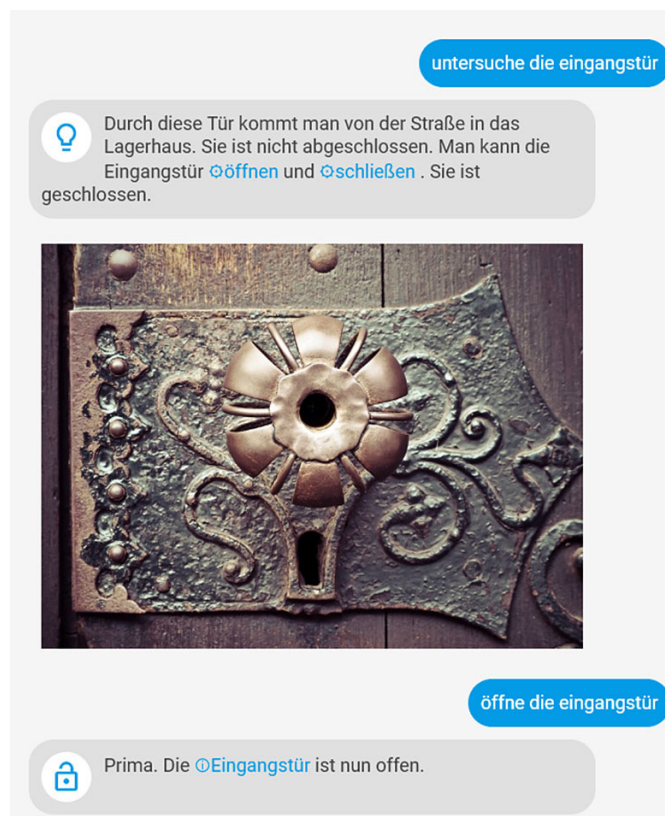 untersuche die eingangstür
Durch diese Tür kommt man von der Straße in das
Lagerhaus. Sie ist nicht abgeschlossen. Man kann die
Eingangstür öffnen und schließen . Sie ist
geschlossen.
öffne die eingangstür
Prima. Die Eingangstür ist nun offen.